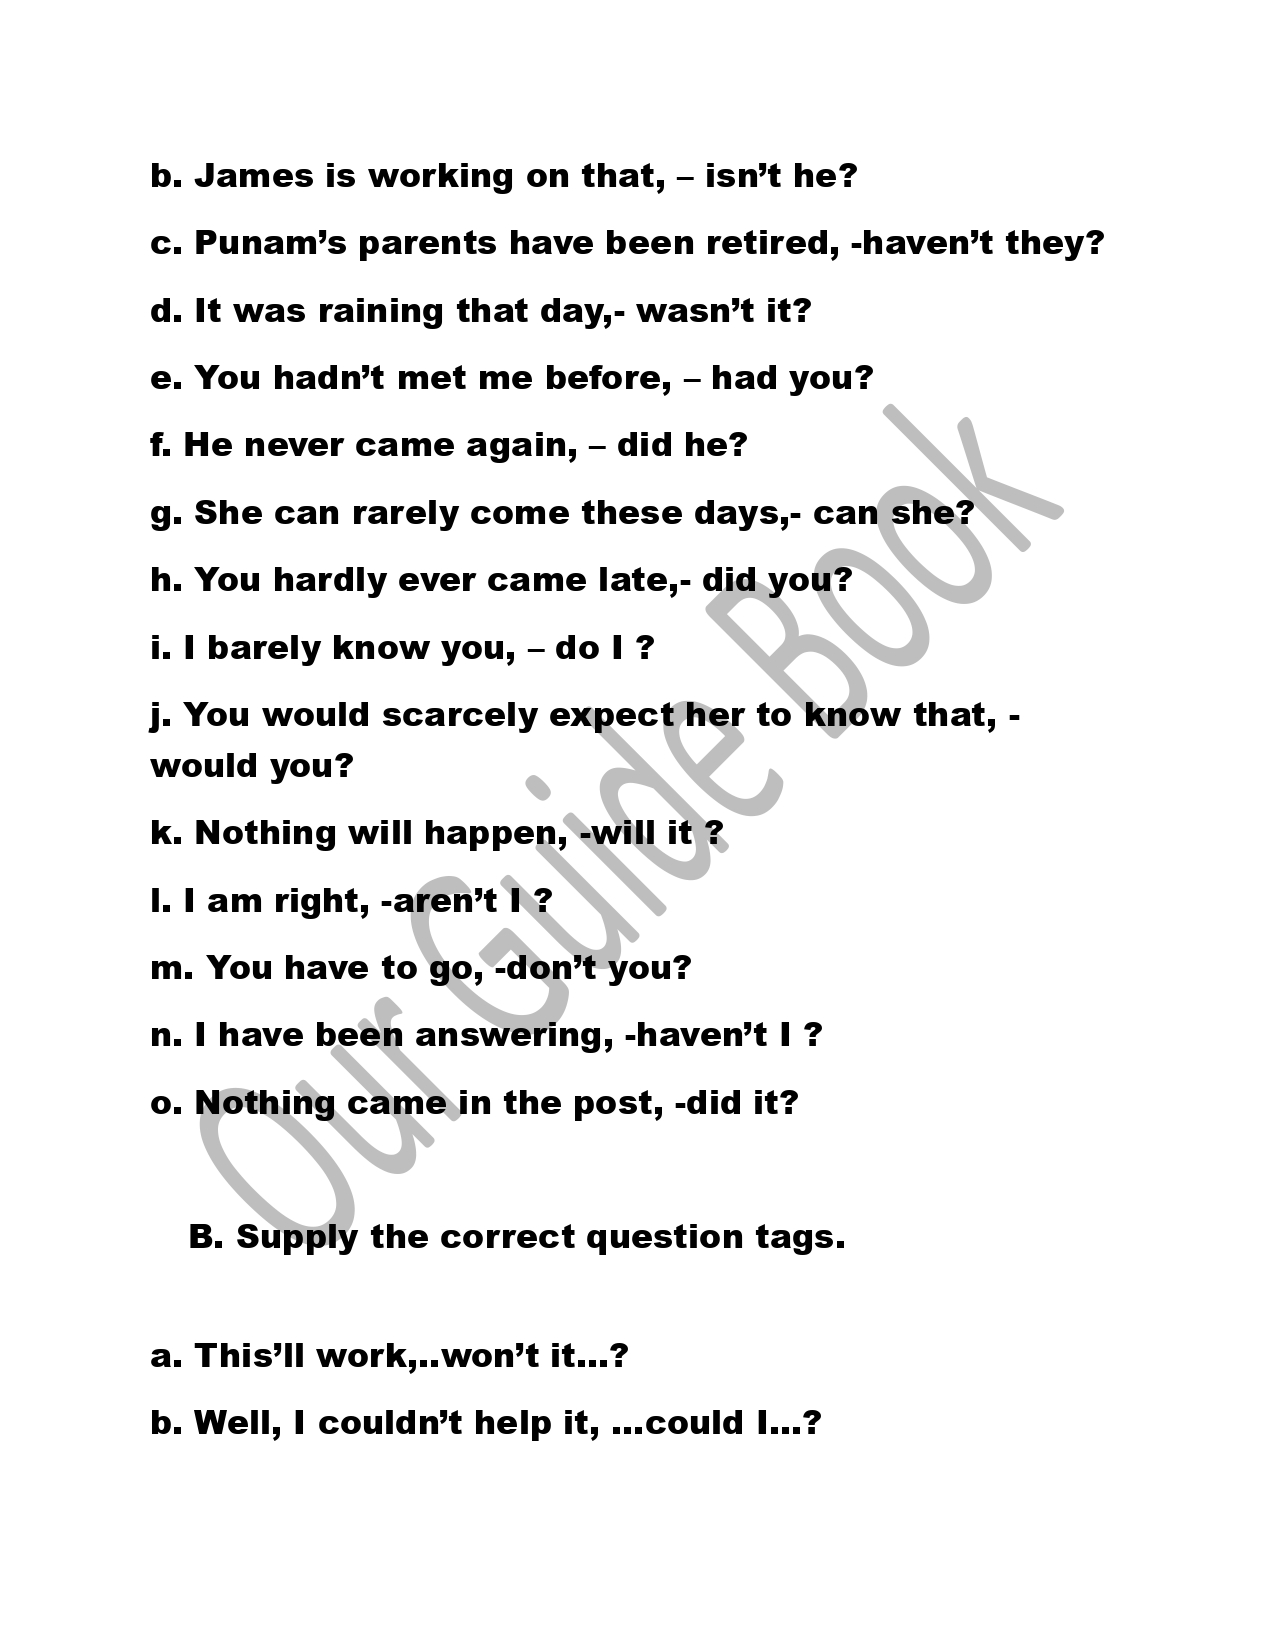 b. James is working on that, – isn’t he?
c. Punam’s parents have been retired, -haven’t they?
d. It was raining that day,- wasn’t it?
e. You hadn’t met me before, – had you?
f. He never came again, – did he?
g. She can rarely come these days,- can she?
h. You hardly ever came late,- did you?
i. I barely know you, – do I ?
j. You would scarcely expect her to know that, -
would you?
k. Nothing will happen, -will it ?
l. I am right, -aren’t I ?
m. You have to go, -don’t you?
n. I have been answering, -haven’t I ?
o. Nothing came in the post, -did it?
B. Supply the correct question tags.
a. This’ll work,..won’t it...?
b. Well, I couldn’t help it, ...could I...?
Our Guide Book